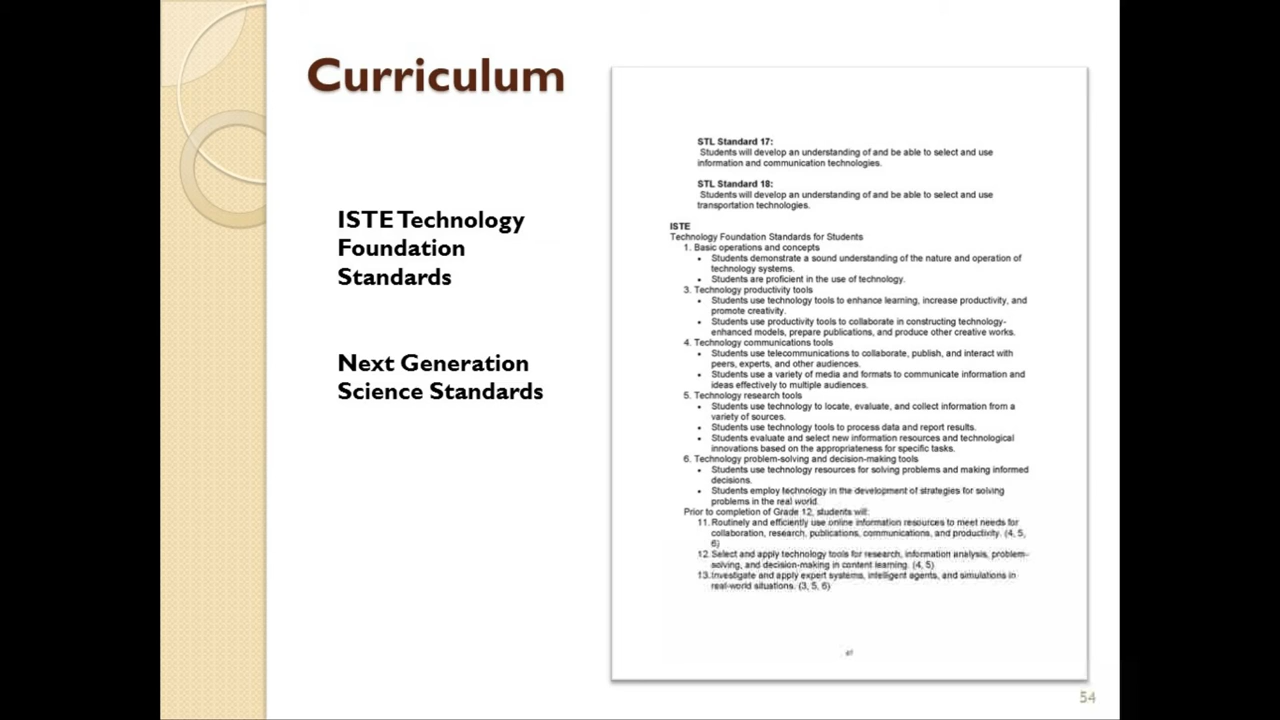 Curriculum
ISTE Technology
Foundation
Standards
Next Generation
Science Standards
STL Standard 17:
Students will develop an understanding of and be able to select and use
information and communication technologies.
STL Standard 18:
Students will develop an understanding of and be able to select and use
transportation technologies.
ISTE
Technology Foundation Standards for Students
1. Basic operations and concepts
• Students demonstrate a sound understanding of the nature and operation of
technology systems.
• Students are proficient in the use of technology.
3. Technology productivity tools
• Students use technology tools to enhance learning, increase productivity, and
promote creativity.
• Students use productivity tools to collaborate in constructing technology-
enhanced models, prepare publications, and produce other creative works.
4. Technology communications tools
• Students use telecommunications to collaborate, publish, and interact with
peers, experts, and other audiences.
• Students use a variety of media and formats to communicate information and
ideas effectively to multiple audiences.
5. Technology research tools
• Students use technology to locate, evaluate, and collect information from a
variety of sources.
• Students use technology tools to process data and report results.
• Students evaluate and select new information resources and technological
innovations based on the appropriateness for specific tasks.
6. Technology problem-solving and decision-making tools
• Students use technology resources for solving problems and making informed
decisions.
• Students employ technology in the development of strategies for solving
problems in the real world.
Prior to completion of Grade 12, students will:
11. Routinely and efficiently use online information resources to meet needs for
collaboration, research, publications, communications, and productivity. (4, 5,
6)
12. Select and apply technology tools for research, information analysis, problem-
solving, and decision-making in content learning. (4, 5)
13. Investigate and apply expert systems, intelligent agents, and simulations in
real-world situations. (3, 5, 6)
54